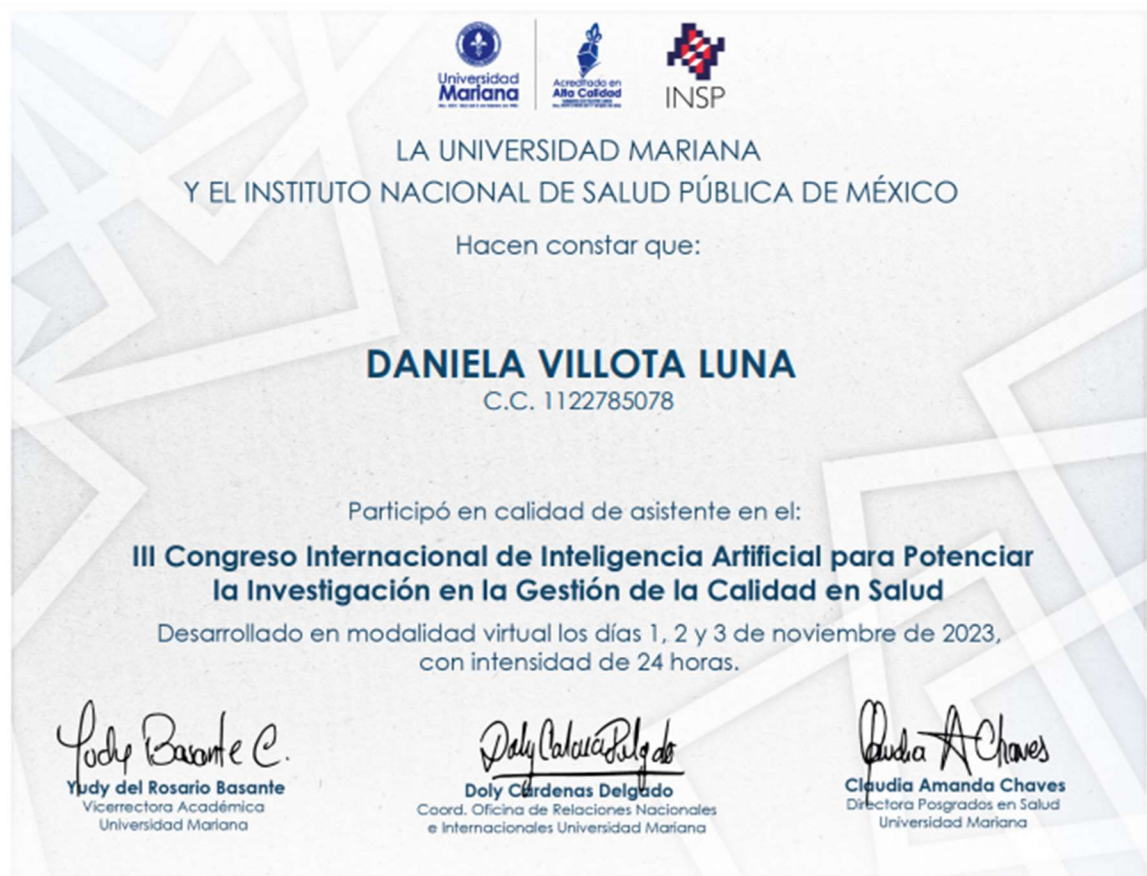 Universidad
Mariana
Acreditada en
Alta Calidad
INSP
LA UNIVERSIDAD MARIANA
Y EL INSTITUTO NACIONAL DE SALUD PÚBLICA DE MÉXICO
Hacen constar que:
DANIELA VILLOTA LUNA
C.C. 1122785078
Participó en calidad de asistente en el:
III Congreso Internacional de Inteligencia Artificial para Potenciar
la Investigación en la Gestión de la Calidad en Salud
Desarrollado en modalidad virtual los días 1, 2 y 3 de noviembre de 2023,
con intensidad de 24 horas.
Yudy Basante C.
Yudy del Rosario Basante
Vicerrectora Académica
Universidad Mariana
Doly Cárdenas Delgado
Coord. Oficina de Relaciones Nacionales
e Internacionales Universidad Mariana
Claudia A Chaves
Claudia Amanda Chaves
Directora Posgrados en Salud
Universidad Mariana